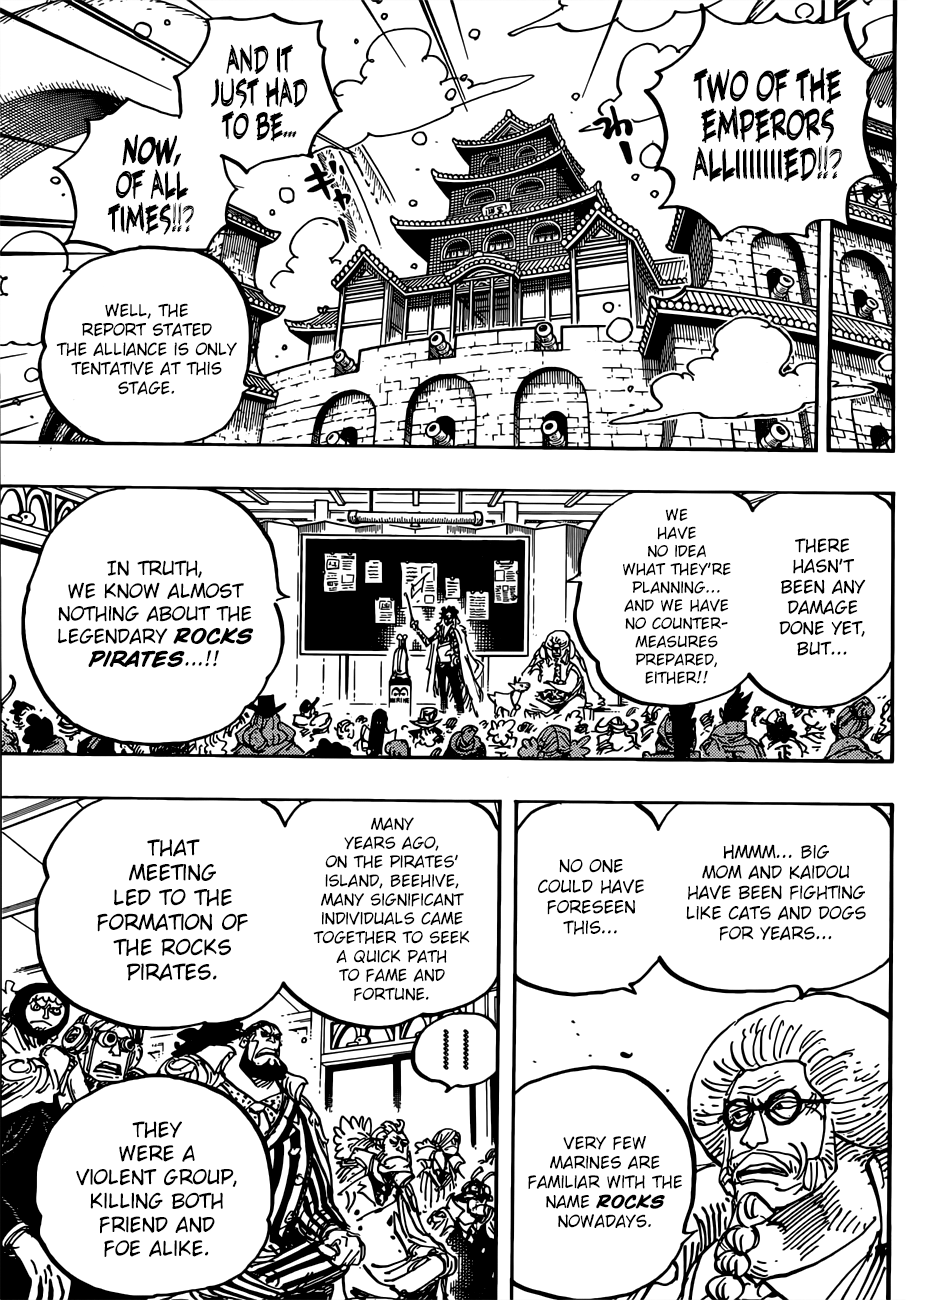 TWO OF THE
EMPERORS
ALLIIIIIIIED!!?
AND IT
JUST HAD
TO BE...
NOW,
OF ALL
TIMES!!?
WELL, THE
REPORT STATED
THE ALLIANCE IS ONLY
TENTATIVE AT THIS
STAGE.
THERE
HASN'T
BEEN ANY
DAMAGE
DONE YET,
BUT...
WE
HAVE
NO IDEA
WHAT THEY'RE
PLANNING...
AND WE HAVE
NO COUNTER-
MEASURES
PREPARED,
EITHER!!
IN TRUTH,
WE KNOW ALMOST
NOTHING ABOUT THE
LEGENDARY ROCKS
PIRATES...!!
HMMM... BIG
MOM AND KAIDOU
HAVE BEEN FIGHTING
LIKE CATS AND DOGS
FOR YEARS...
NO ONE
COULD HAVE
FORESEEN
THIS...
VERY FEW
MARINES ARE
FAMILIAR WITH THE
NAME ROCKS
NOWADAYS.
MANY
YEARS AGO,
ON THE PIRATES'
ISLAND, BEEHIVE,
MANY SIGNIFICANT
INDIVIDUALS CAME
TOGETHER TO SEEK
A QUICK PATH
TO FAME AND
FORTUNE.
THAT
MEETING
LED TO THE
FORMATION OF
THE ROCKS
PIRATES.
THEY
WERE A
VIOLENT GROUP,
KILLING BOTH
FRIEND AND
FOE ALIKE.